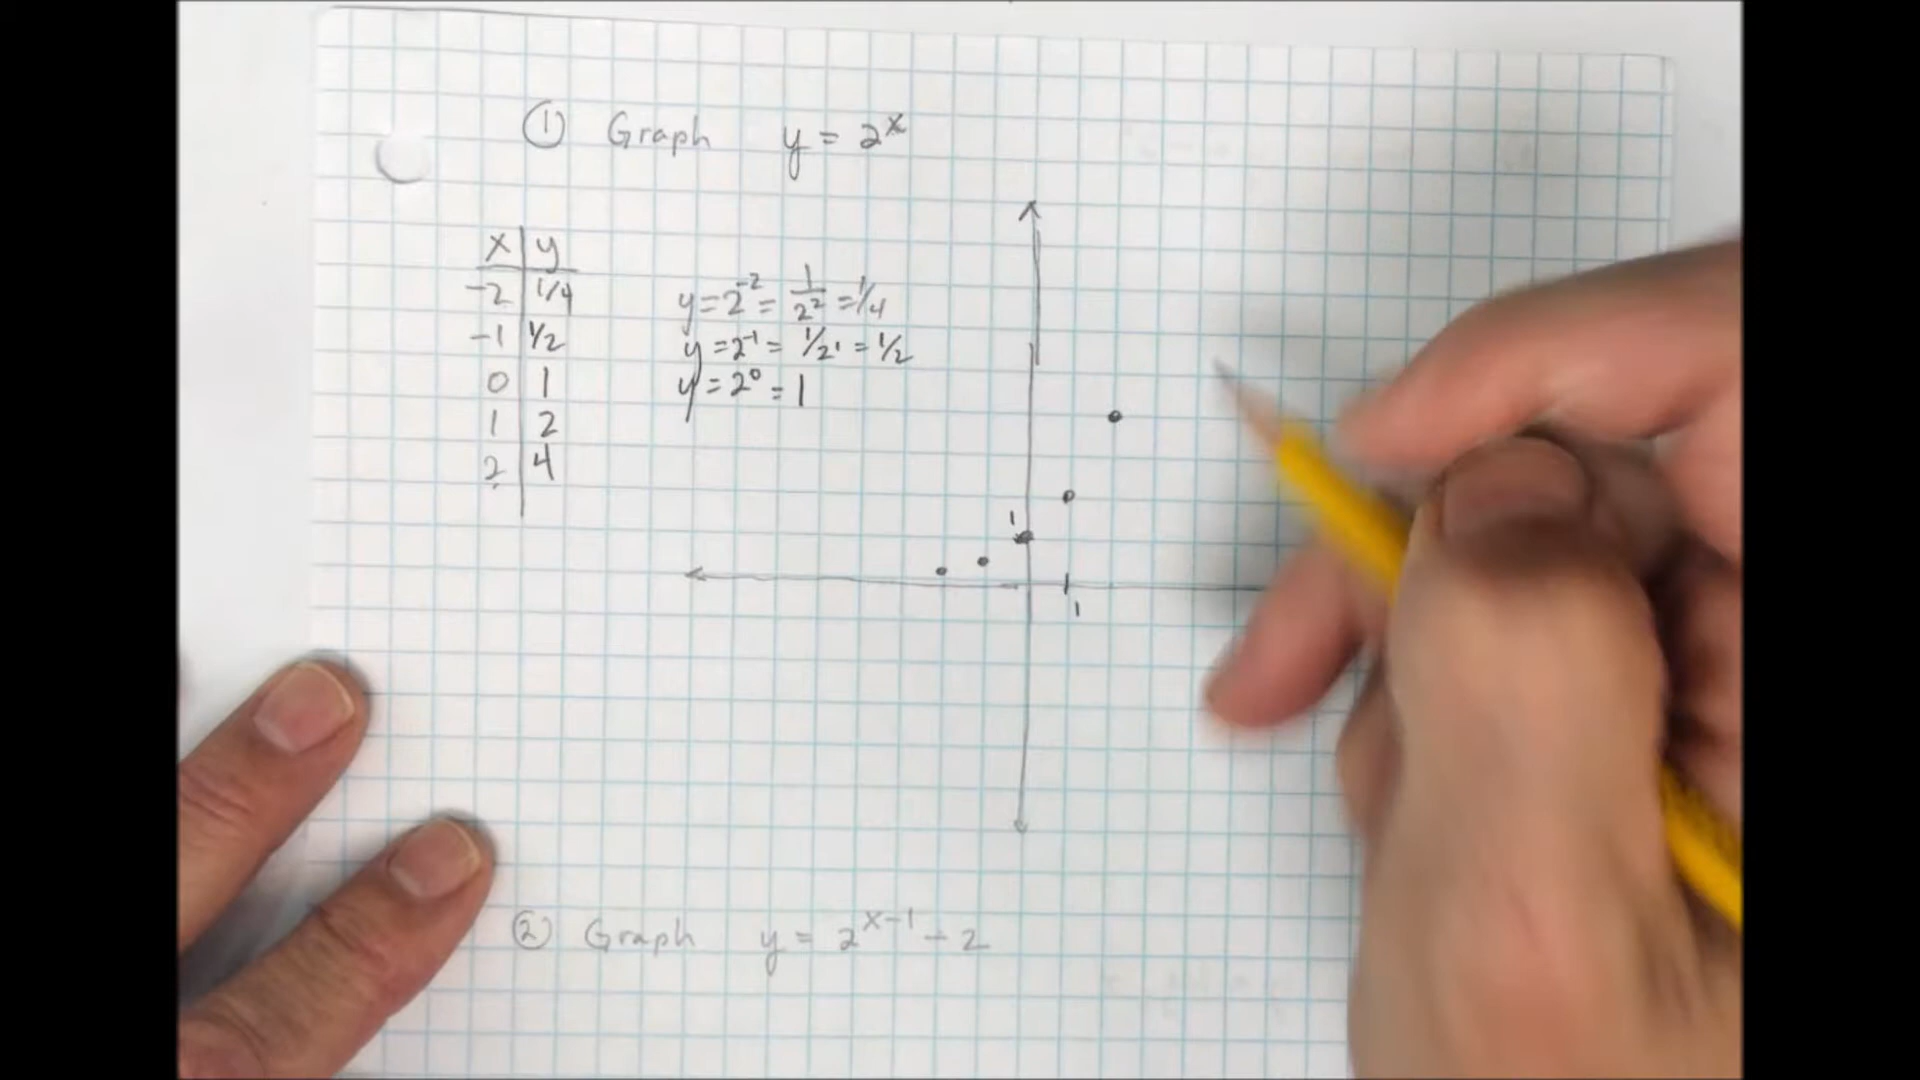 ① Graph y = 2^x
x | y
-2 | 1/4
-1 | 1/2
0 | 1
1 | 2
2 | 4
y = 2^-2 = 1/2^2 = 1/4
y = 2^-1 = 1/2^1 = 1/2
y = 2^0 = 1
1
1
② Graph y = 2^x-1 - 2